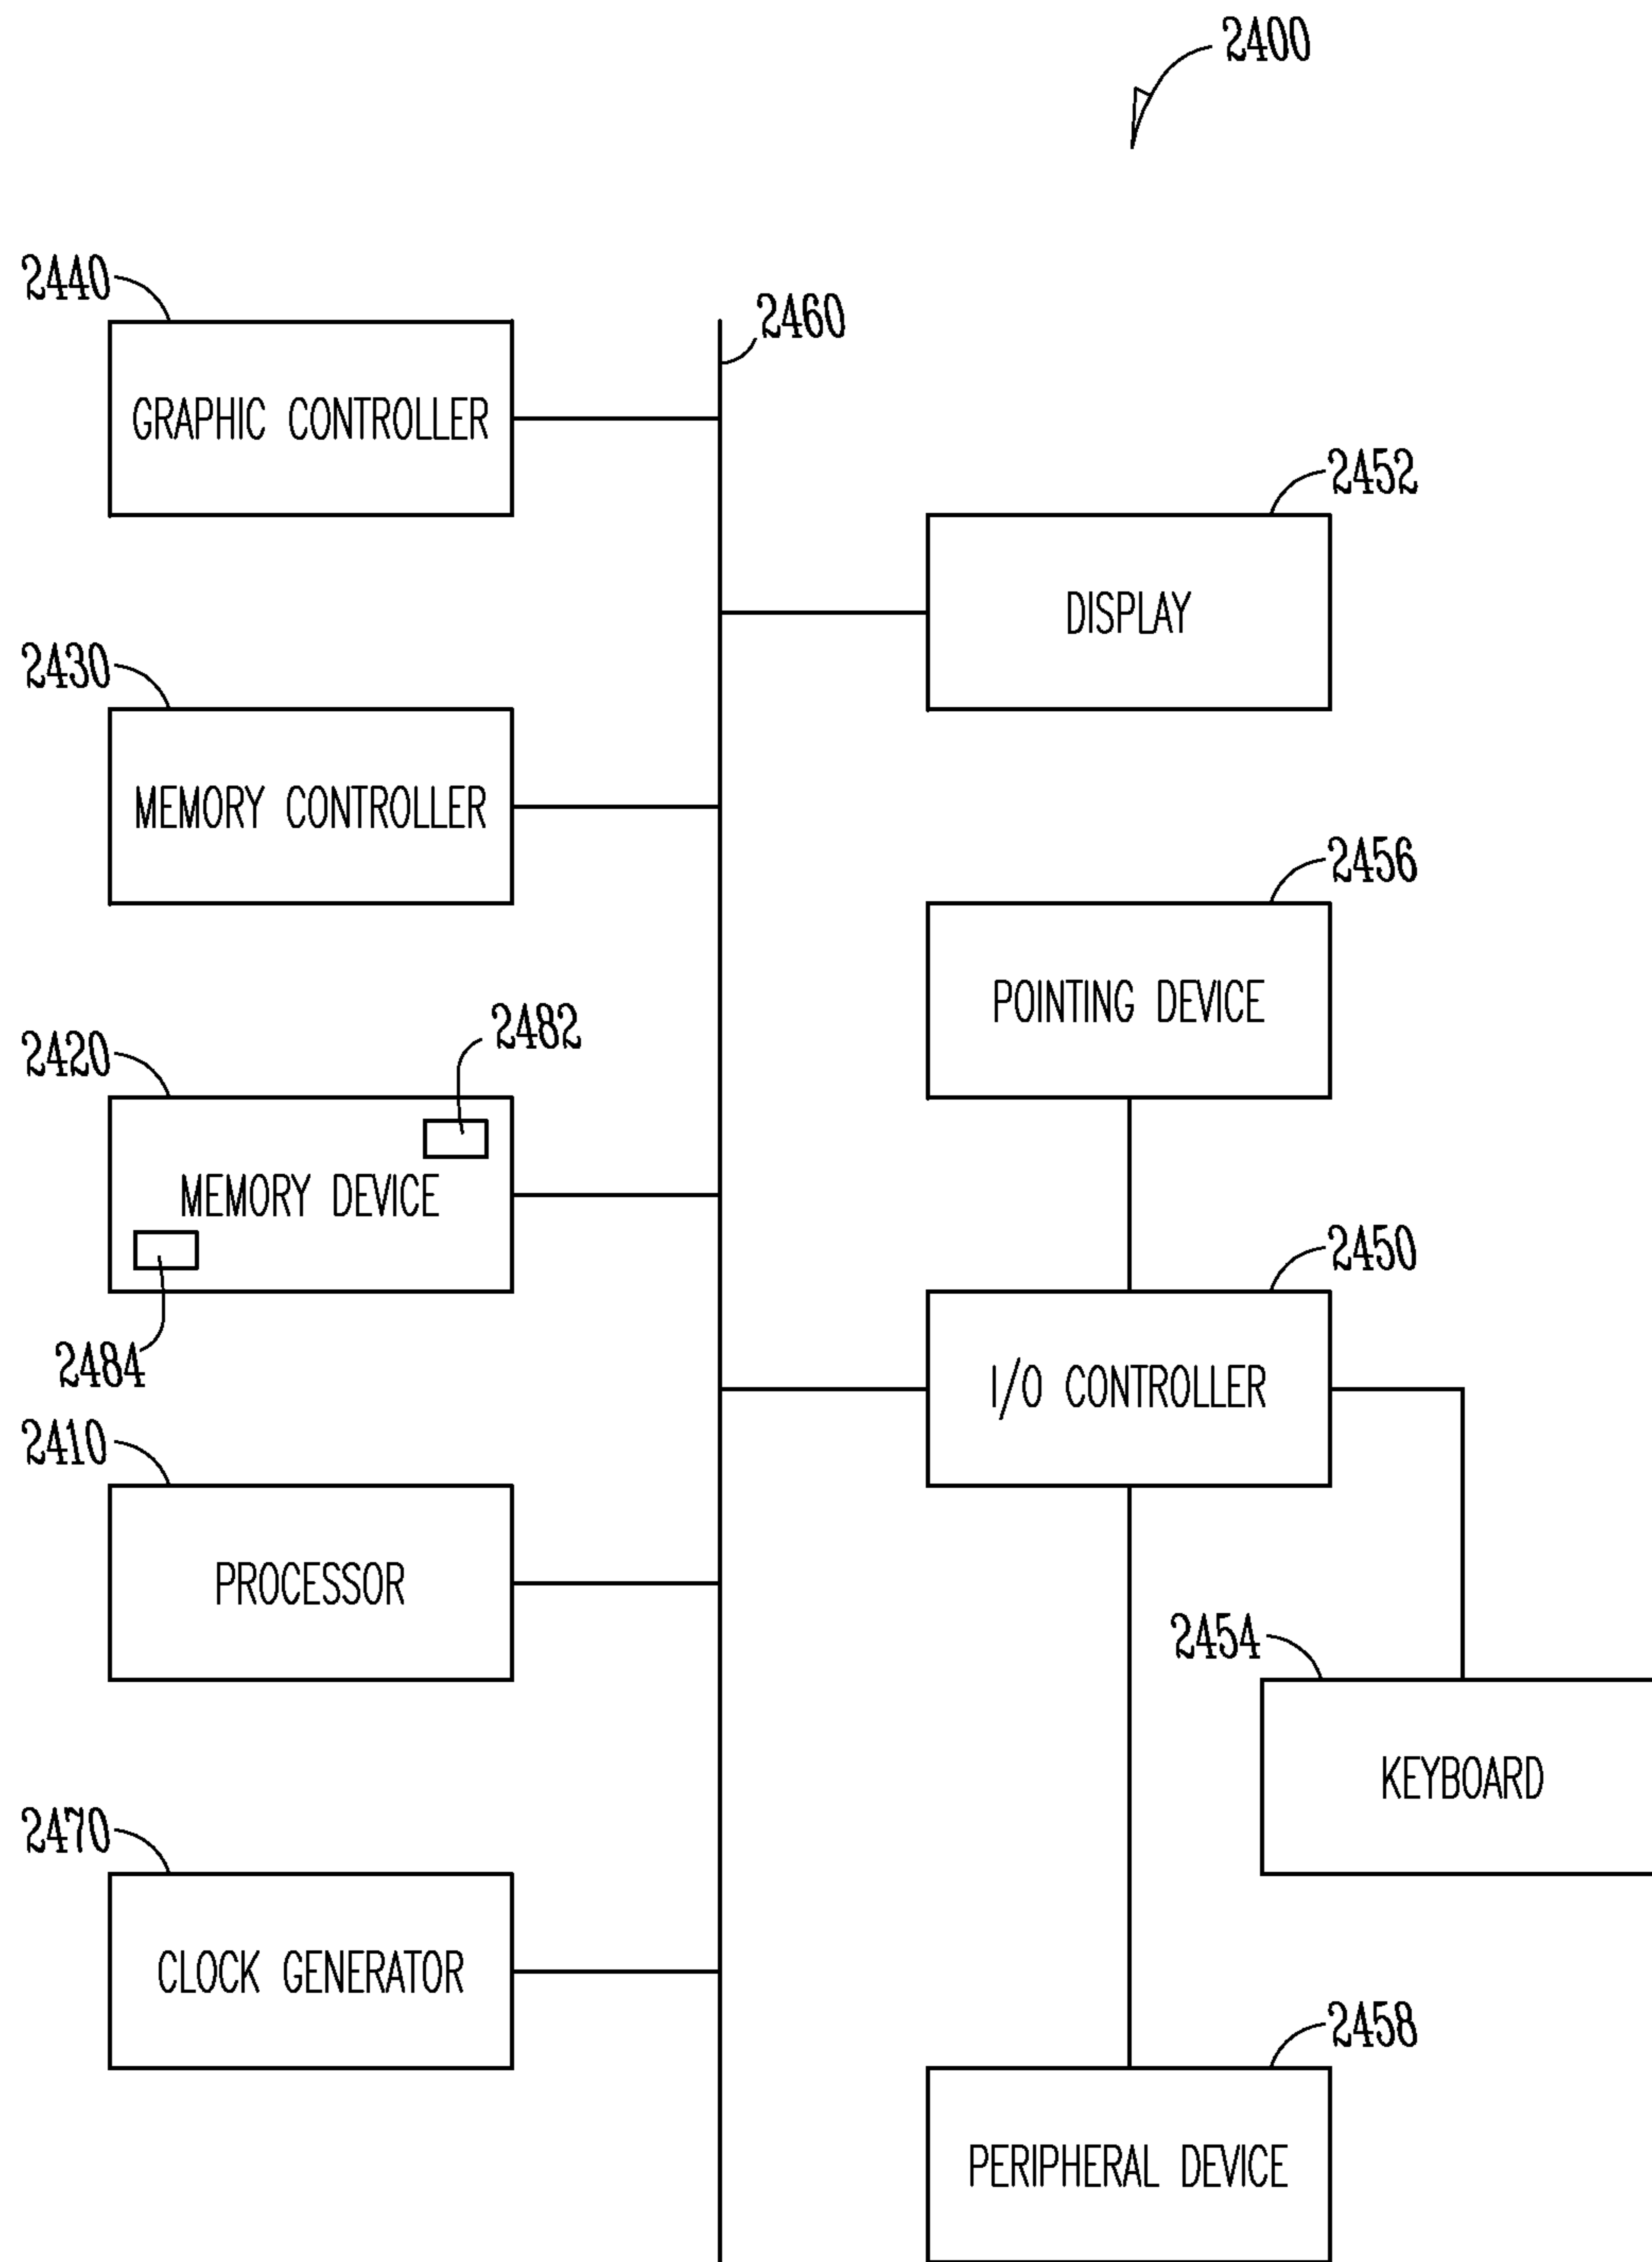 2400
2440
2460
GRAPHIC CONTROLLER
2452
DISPLAY
2430
MEMORY CONTROLLER
2456
POINTING DEVICE
2482
2420
MEMORY DEVICE
2484
2450
I/O CONTROLLER
2410
PROCESSOR
2454
KEYBOARD
2470
CLOCK GENERATOR
2458
PERIPHERAL DEVICE